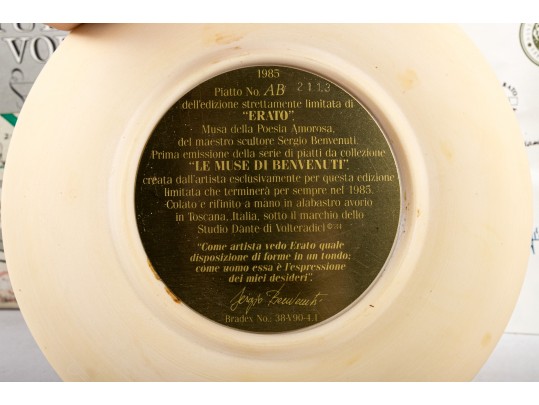 1985
Piatto No. AB 2113
dell'edizione strettamente limitata di
"ERATO",
Musa della Poesia Amorosa,
del maestro scultore Sergio Benvenuti.
Prima emissione della serie di piatti da collezione
"LE MUSE DI BENVENUTI",
creata dall'artista esclusivamente per questa edizione
limitata che terminerà per sempre nel 1985.
Colato e rifinito a mano in alabastro avorio
in Toscana, Italia, sotto il marchio dello
Studio Dante di Volteradici
"Come artista vedo Erato quale
disposizione di forme in un tondo;
come uomo essa è l'espressione
dei miei desideri".
Sergio Benvenuti
Bradex No.: 38-V90-4.1